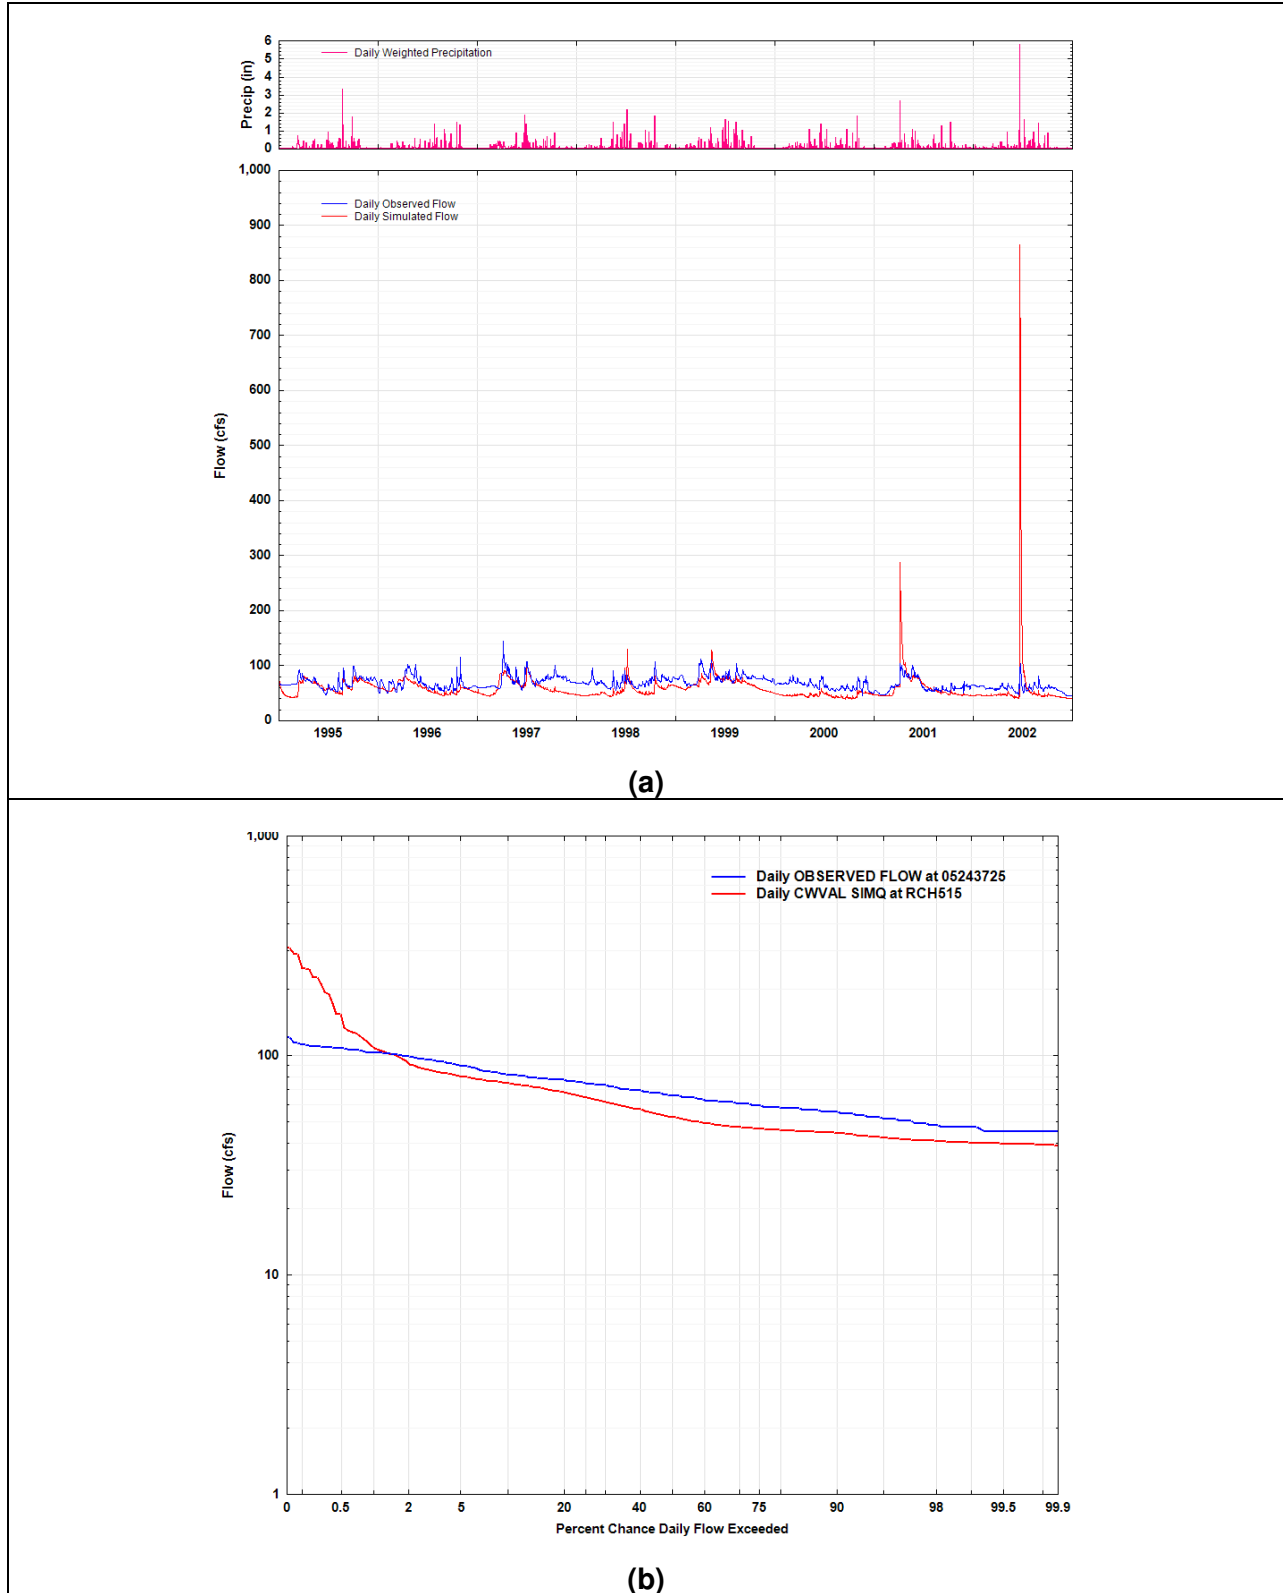 Daily Weighted Precipitation
Precip (in)
6
5
4
3
2
1
0
Daily Observed Flow
Daily Simulated Flow
Flow (cfs)
1,000
900
800
700
600
500
400
300
200
100
0
1995 1996 1997 1998 1999 2000 2001 2002
(a)
1,000
Daily OBSERVED FLOW at 05243725
Daily CWVAL SIMQ at RCH515
100
Flow (cfs)
10
1
0 0.5 2 5 20 40 60 75 90 98 99.5 99.9
Percent Chance Daily Flow Exceeded
(b)